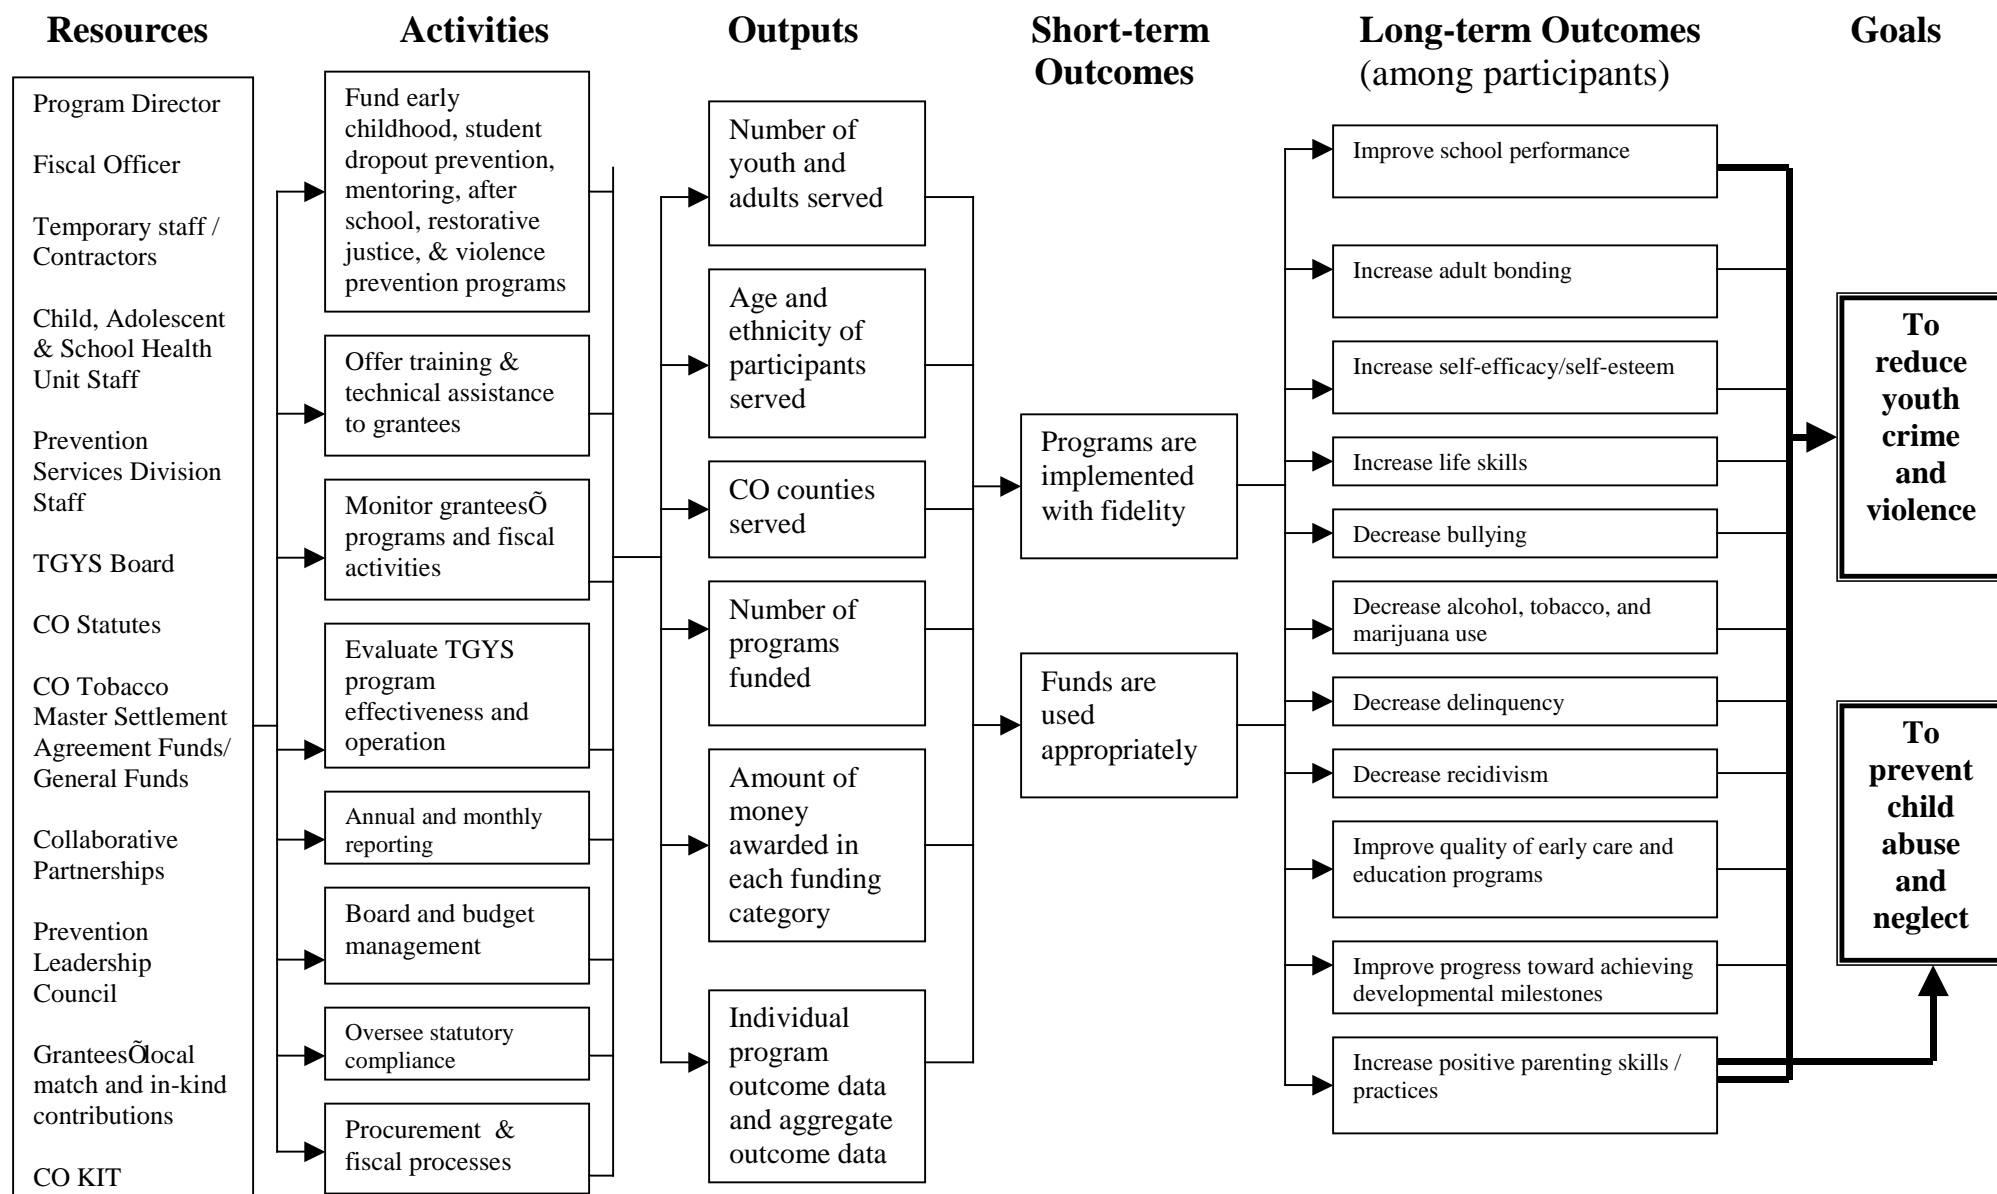 Resources
Activities
Outputs
Short-term
Outcomes
Long-term Outcomes
(among participants)
Goals
Program Director
Fiscal Officer
Temporary staff /
Contractors
Child, Adolescent
& School Health
Unit Staff
Prevention
Services Division
Staff
TGYS Board
CO Statutes
CO Tobacco
Master Settlement
Agreement Funds/
General Funds
Collaborative
Partnerships
Prevention
Leadership
Council
GranteesÕlocal
match and in-kind
contributions
CO KIT
Fund early
childhood, student
dropout prevention,
mentoring, after
school, restorative
justice, & violence
prevention programs
Offer training &
technical assistance
to grantees
Monitor granteesÕ
programs and fiscal
activities
Evaluate TGYS
program
effectiveness and
operation
Annual and monthly
reporting
Board and budget
management
Oversee statutory
compliance
Procurement &
fiscal processes
Number of
youth and
adults served
Age and
ethnicity of
participants
served
CO counties
served
Number of
programs
funded
Amount of
money
awarded in
each funding
category
Individual
program
outcome data
and aggregate
outcome data
Programs are
implemented
with fidelity
Funds are
used
appropriately
Improve school performance
Increase adult bonding
Increase self-efficacy/self-esteem
Increase life skills
Decrease bullying
Decrease alcohol, tobacco, and
marijuana use
Decrease delinquency
Decrease recidivism
Improve quality of early care and
education programs
Improve progress toward achieving
developmental milestones
Increase positive parenting skills /
practices
To
reduce
youth
crime
and
violence
To
prevent
child
abuse
and
neglect